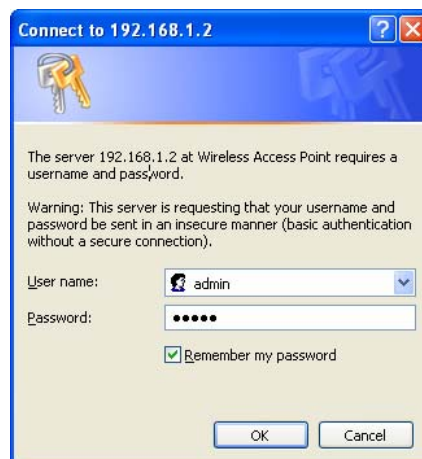 Connect to 192.168.1.2
The server 192.168.1.2 at Wireless Access Point requires a
username and password.
Warning: This server is requesting that your username and
password be sent in an insecure manner (basic authentication
without a secure connection).
User name:
admin
Password:
•••••
Remember my password
OK
Cancel